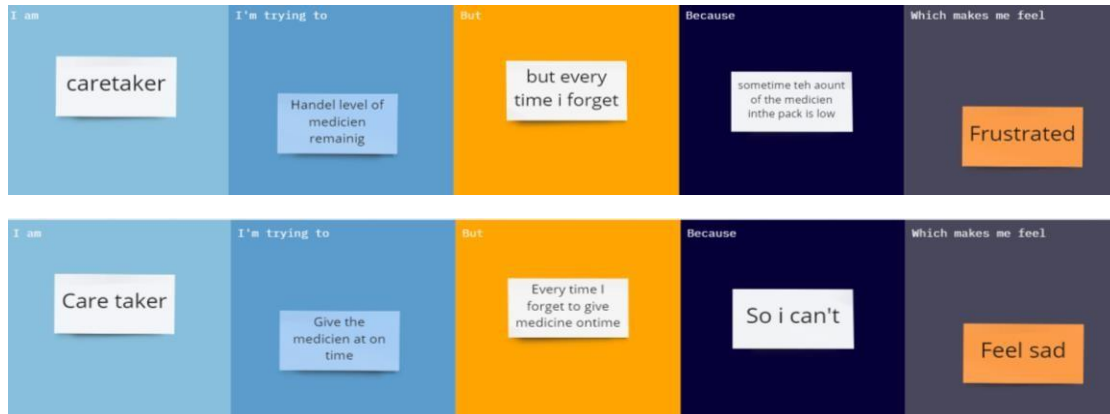 I am
I'm trying to
But
Because
Which makes me feel
caretaker
Handel level of
medicien
remainig
but every
time i forget
sometime teh aount
of the medicien
inthe pack is low
Frustrated
I am
I'm trying to
But
Because
Which makes me feel
Care taker
Give the
medicien at on
time
Every time I
forget to give
medicine ontime
So i can't
Feel sad